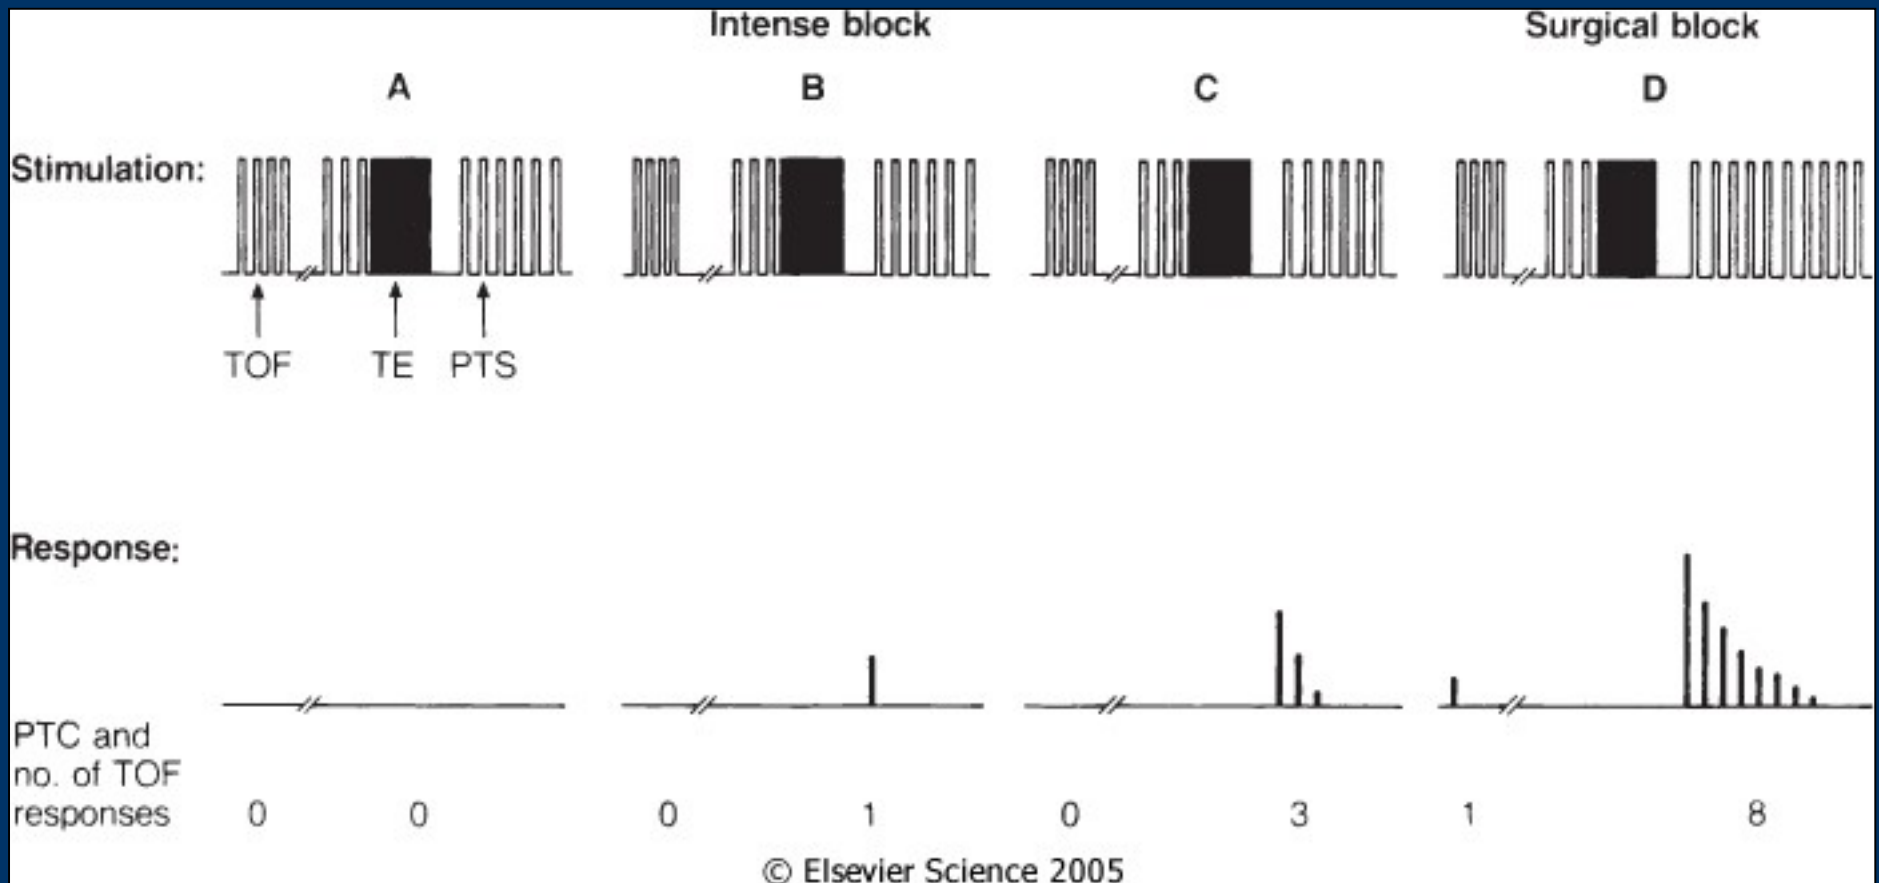 Intense block
Surgical block
A
B
C
D
Stimulation:
TOF
TE
PTS
Response:
PTC and
no. of TOF
responses
0
0
0
1
0
3
1
8
© Elsevier Science 2005